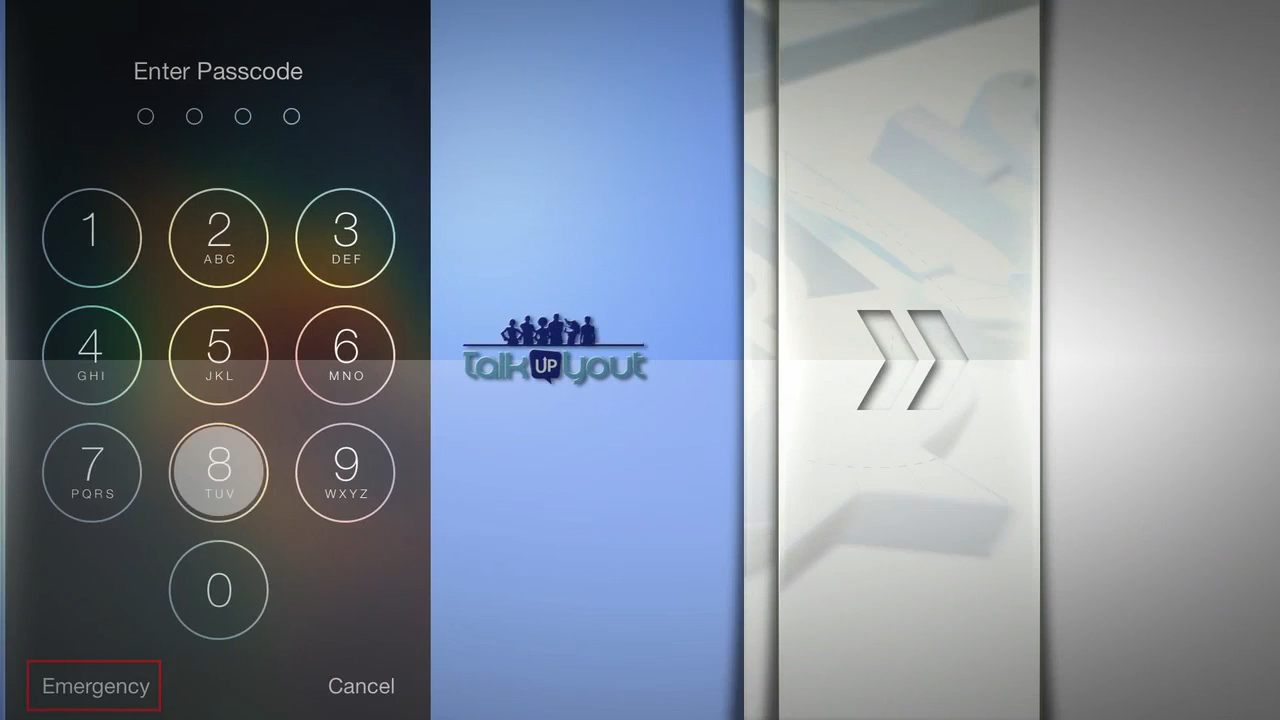 Enter Passcode
1
2
ABC
3
DEF
4
GHI
5
JKL
6
MNO
7
PQRS
8
TUV
9
WXYZ
0
Emergency
Cancel
Talk UP Yout